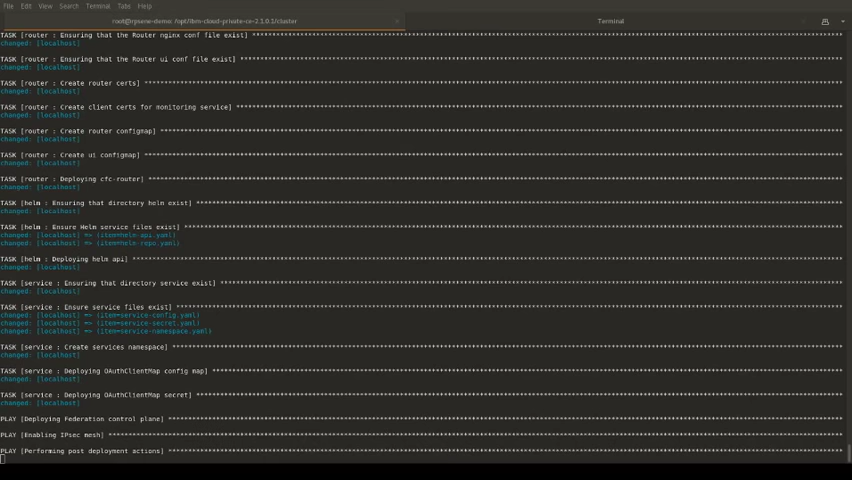 File Edit View Search Terminal Tabs Help
root@rpsene-demo: /opt/ibm-cloud-private-ce-2.1.0.1/cluster × Terminal
TASK [router : Ensuring that the Router nginx conf file exist] ****
changed: [localhost]
TASK [router : Ensuring that the Router ui conf file exist] ****
changed: [localhost]
TASK [router : Create router certs] ****
changed: [localhost]
TASK [router : Create client certs for monitoring service] ****
changed: [localhost]
TASK [router : Create router configmap] ****
changed: [localhost]
TASK [router : Create ui configmap] ****
changed: [localhost]
TASK [router : Deploying cfc-router] ****
changed: [localhost]
TASK [helm : Ensuring that directory helm exist] ****
changed: [localhost]
TASK [helm : Ensure Helm service files exist] ****
changed: [localhost] => (item=helm-api.yaml)
changed: [localhost] => (item=helm-repo.yaml)
TASK [helm : Deploying helm api] ****
changed: [localhost]
TASK [service : Ensuring that directory service exist] ****
changed: [localhost]
TASK [service : Ensure service files exist] ****
changed: [localhost] => (item=service-config.yaml)
changed: [localhost] => (item=service-secret.yaml)
changed: [localhost] => (item=service-namespace.yaml)
TASK [service : Create services namespace] ****
changed: [localhost]
TASK [service : Deploying OAuthClientMap config map] ****
changed: [localhost]
TASK [service : Deploying OAuthClientMap secret] ****
changed: [localhost]
PLAY [Deploying Federation control plane] ****
PLAY [Enabling IPsec mesh] ****
PLAY [Performing post deployment actions] ****